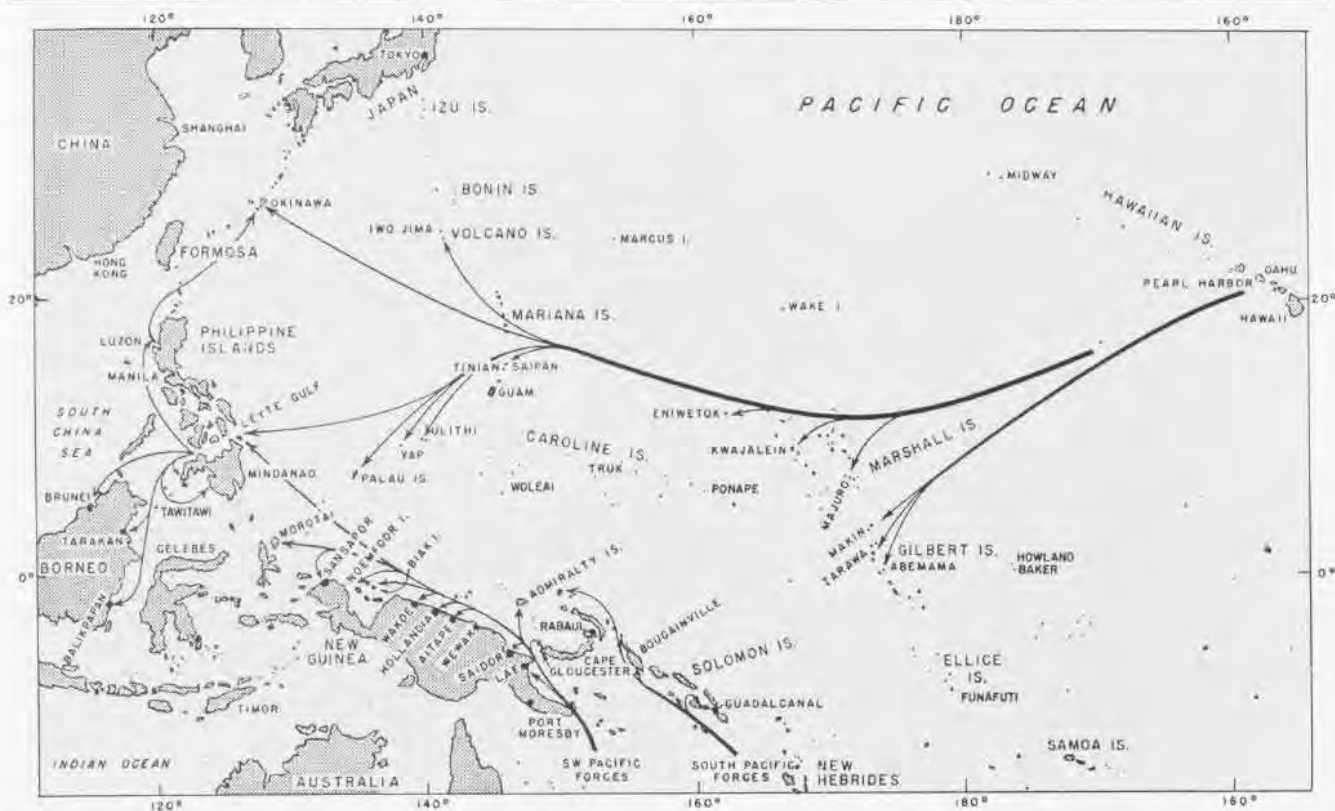 120°
140°
160°
180°
160°
TOKYO
JAPAN
IZU IS.
PACIFIC OCEAN
SHANGHAI
CHINA
MIDWAY
HAWAIIAN IS.
BONIN IS.
OKINAWA
IWO JIMA
VOLCANO IS.
MARCUS I.
FORMOSA
HONG
KONG
OAHU
PEARL HARBOR
20°
20°
HAWAII
MARIANA IS.
WAKE I.
PHILIPPINE
ISLANDS
LUZON
MANILA
TINIAN
SAIPAN
GUAM
LEYTE GULF
SOUTH
CHINA
SEA
ENIWETOK
ULITHI
YAP
PALAU IS.
CAROLINE IS.
TRUK
WOLEAI
PONAPE
KWAJALEIN
MARSHALL IS.
MAJURO
MINDANAO
BRUNEI
TAWITAWI
TARAKAN
BORNEO
CELEBES
MOROTAI
SANSAPOR
NOEMFOOR I.
BIAK I.
MAKIN
TARAWA
GILBERT IS.
ABEMAMA
HOWLAND
BAKER
0°
0°
BALIKPAPAN
ADMIRALTY IS.
WAKDE
HOLLANDIA
AITAPE
WEWAK
NEW
GUINEA
SAIDOR
LAE
RABAUL
CAPE
GLOUCESTER
BOUGAINVILLE
SOLOMON IS.
GUADALCANAL
ELLICE
IS.
FUNAFUTI
TIMOR
PORT
MORESBY
SAMOA IS.
INDIAN OCEAN
AUSTRALIA
SW PACIFIC
FORCES
SOUTH PACIFIC
FORCES
NEW
HEBRIDES
120°
140°
160°
180°
160°